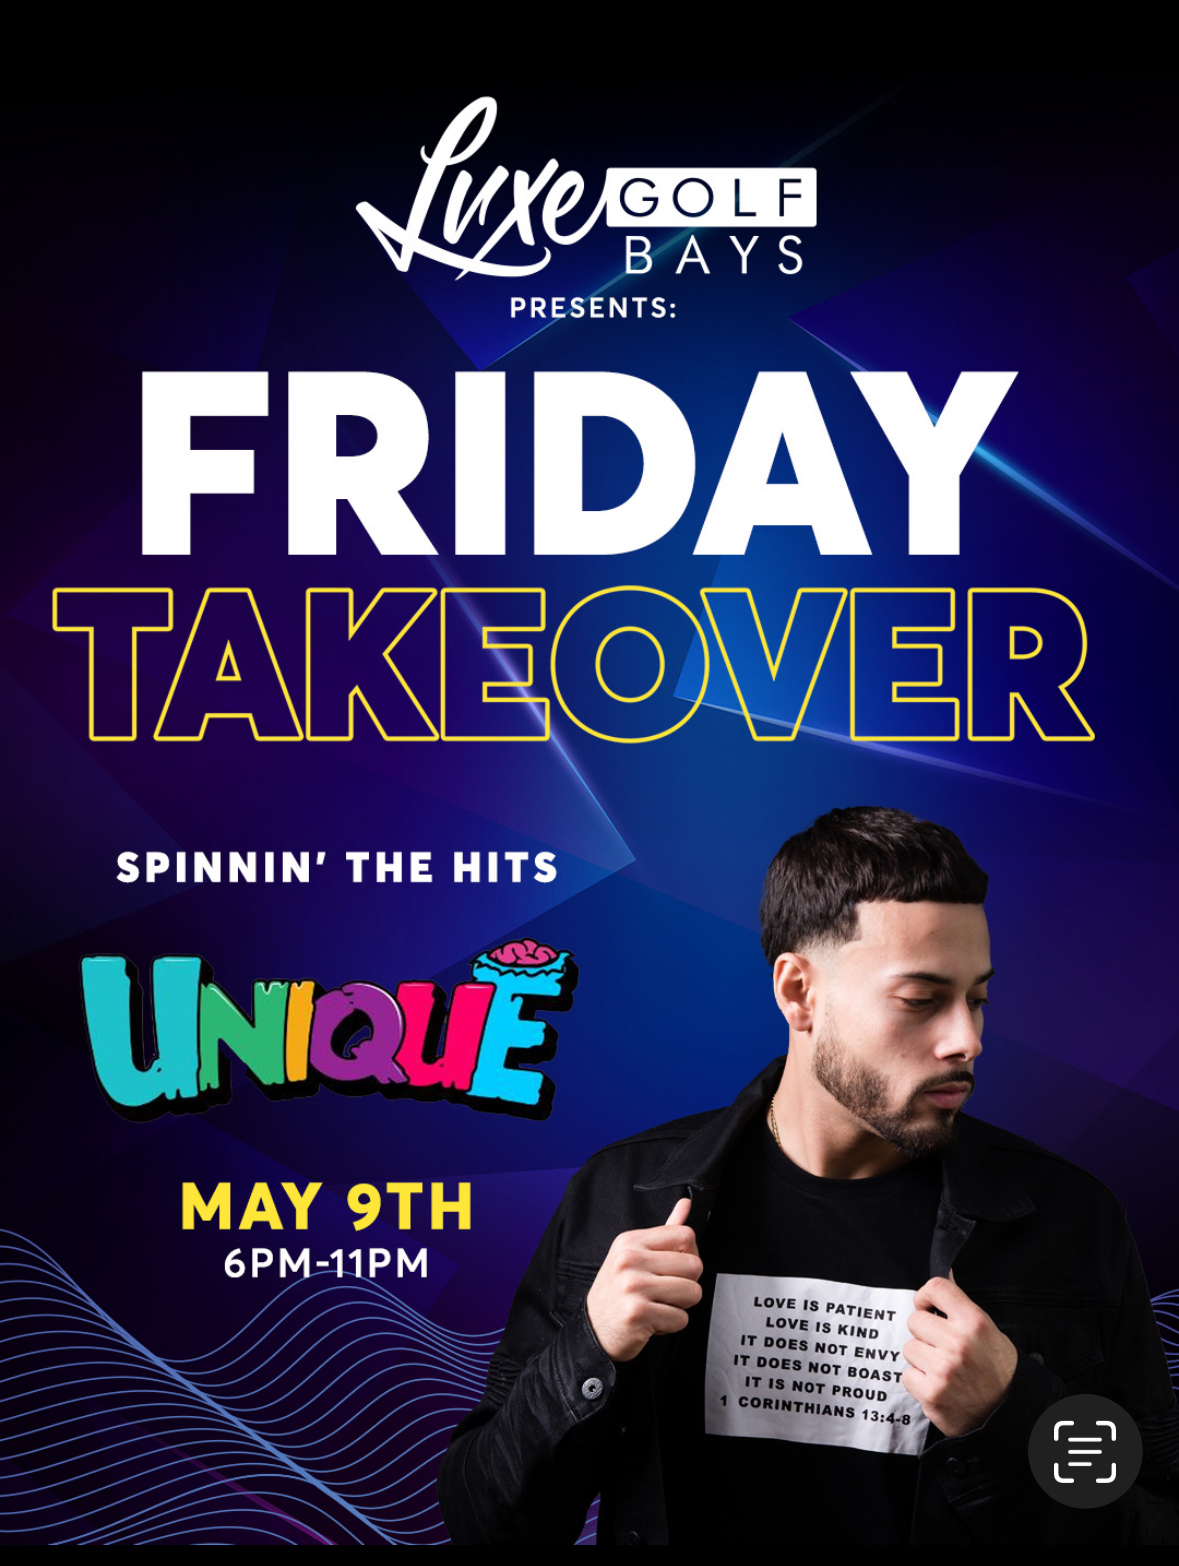 Luxe GOLF
BAYS
PRESENTS:
FRIDAY
TAKEOVER
SPINNIN' THE HITS
UNIQUE
MAY 9TH
6PM-11PM
LOVE IS PATIENT
LOVE IS KIND
IT DOES NOT ENVY
IT DOES NOT BOAST
IT IS NOT PROUD
1 CORINTHIANS 13:4-8